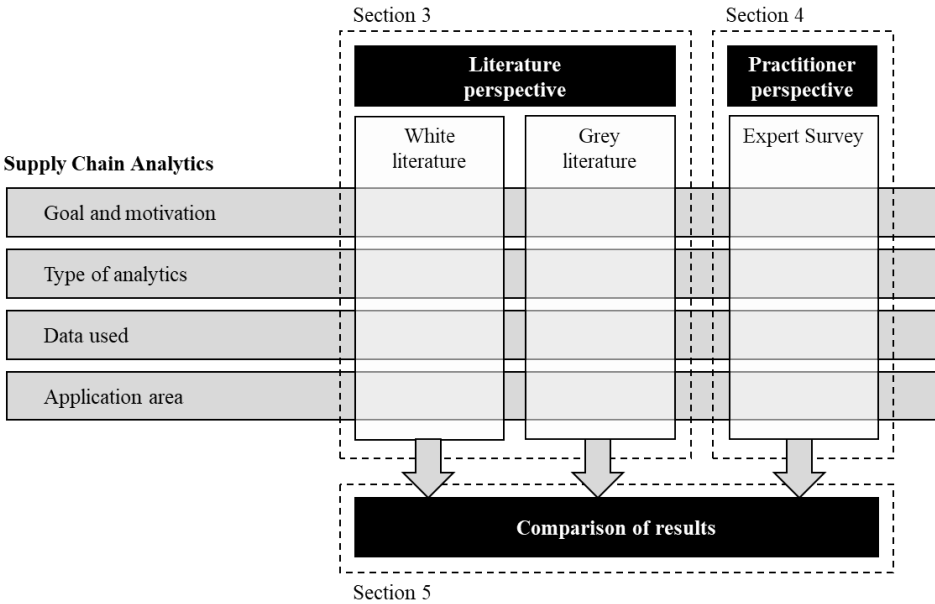 Section 3
Section 4
Literature
perspective
Practitioner
perspective
White
literature
Grey
literature
Expert Survey
Supply Chain Analytics
Goal and motivation
Type of analytics
Data used
Application area
Comparison of results
Section 5